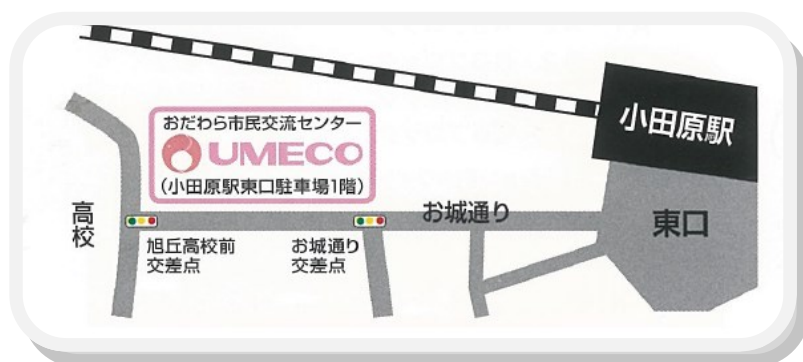 小田原駅
おだわら市民交流センター
UMECO
(小田原駅東口駐車場1階)
お城通り
東口
高校
旭丘高校前
交差点
お城通り
交差点